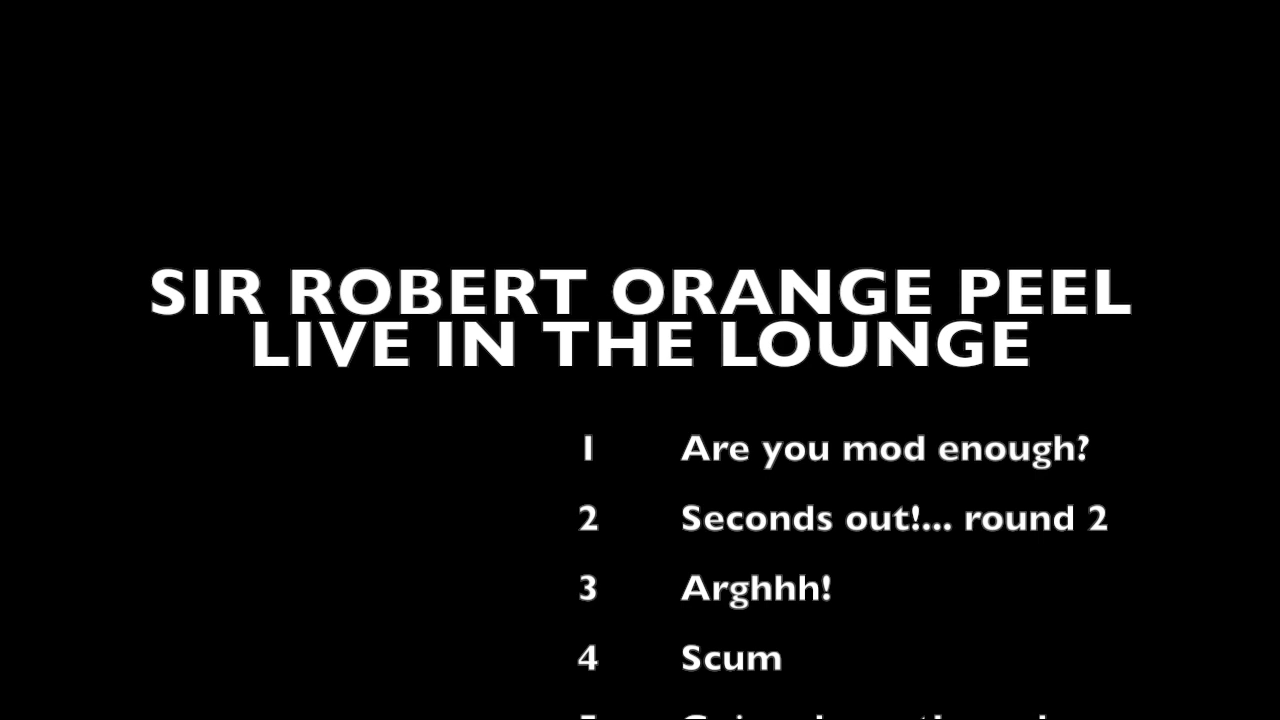 SIR ROBERT ORANGE PEEL
LIVE IN THE LOUNGE
1 Are you mod enough?
2 Seconds out!... round 2
3 Arghhh!
4 Scum